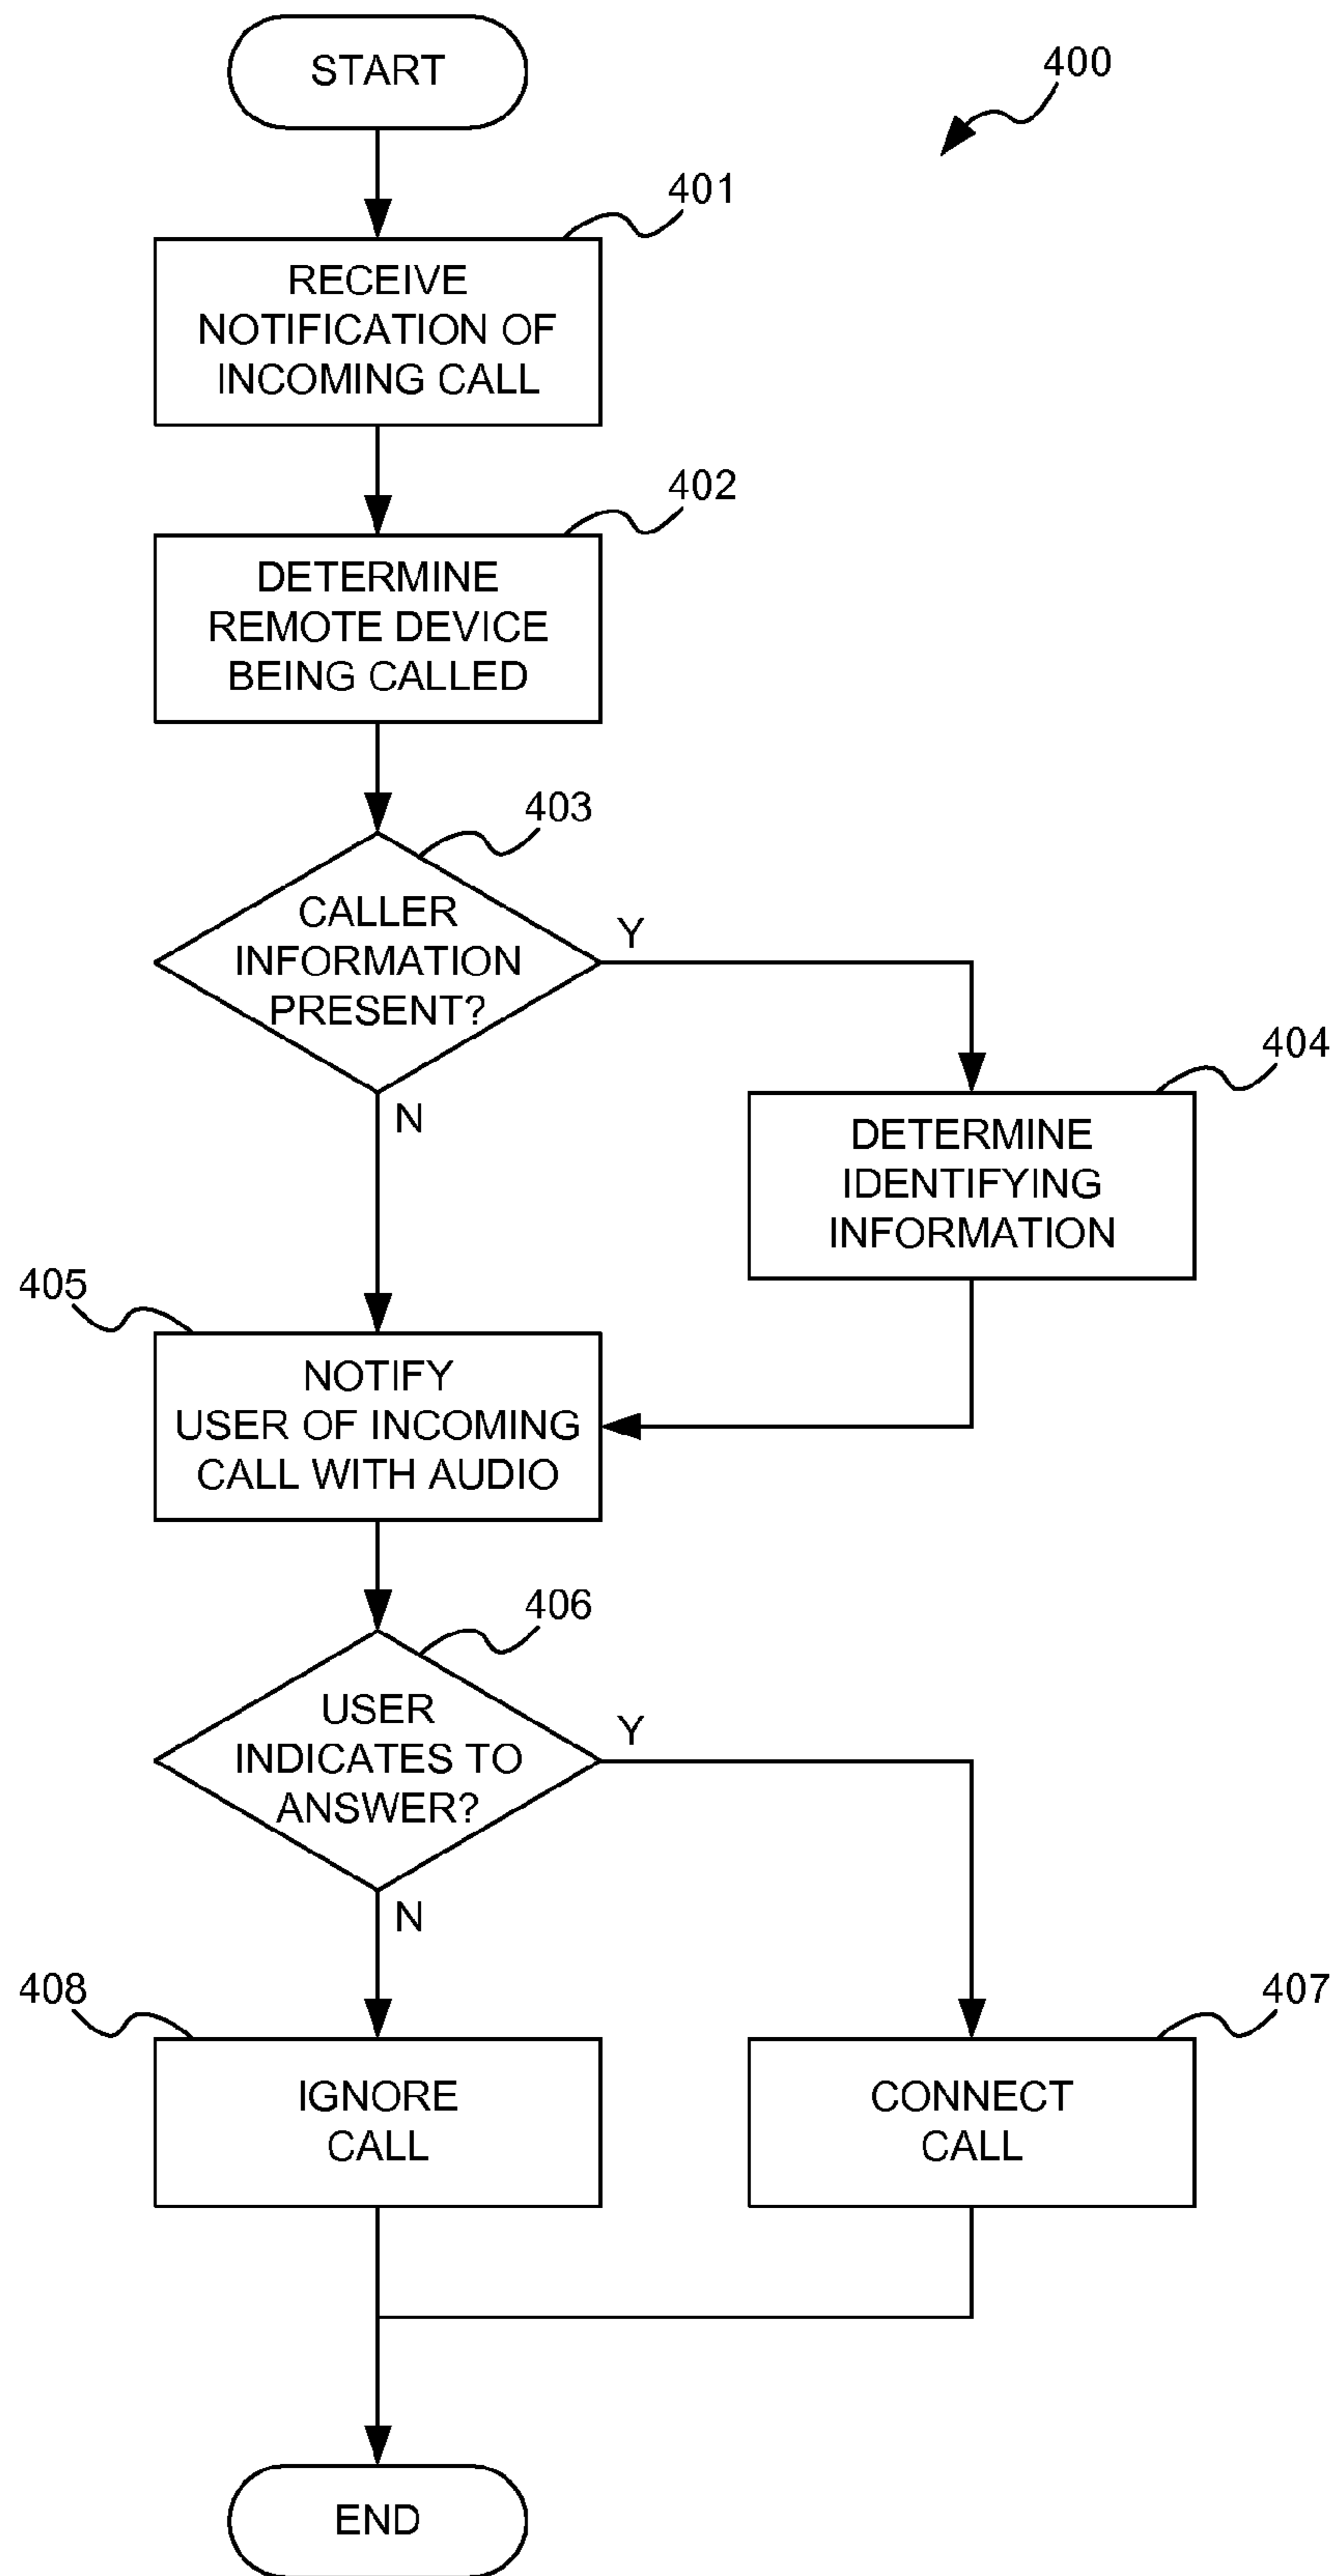 START
400
401
RECEIVE
NOTIFICATION OF
INCOMING CALL
402
DETERMINE
REMOTE DEVICE
BEING CALLED
403
CALLER
INFORMATION
PRESENT?
Y
N
404
DETERMINE
IDENTIFYING
INFORMATION
405
NOTIFY
USER OF INCOMING
CALL WITH AUDIO
406
USER
INDICATES TO
ANSWER?
Y
N
408
IGNORE
CALL
407
CONNECT
CALL
END